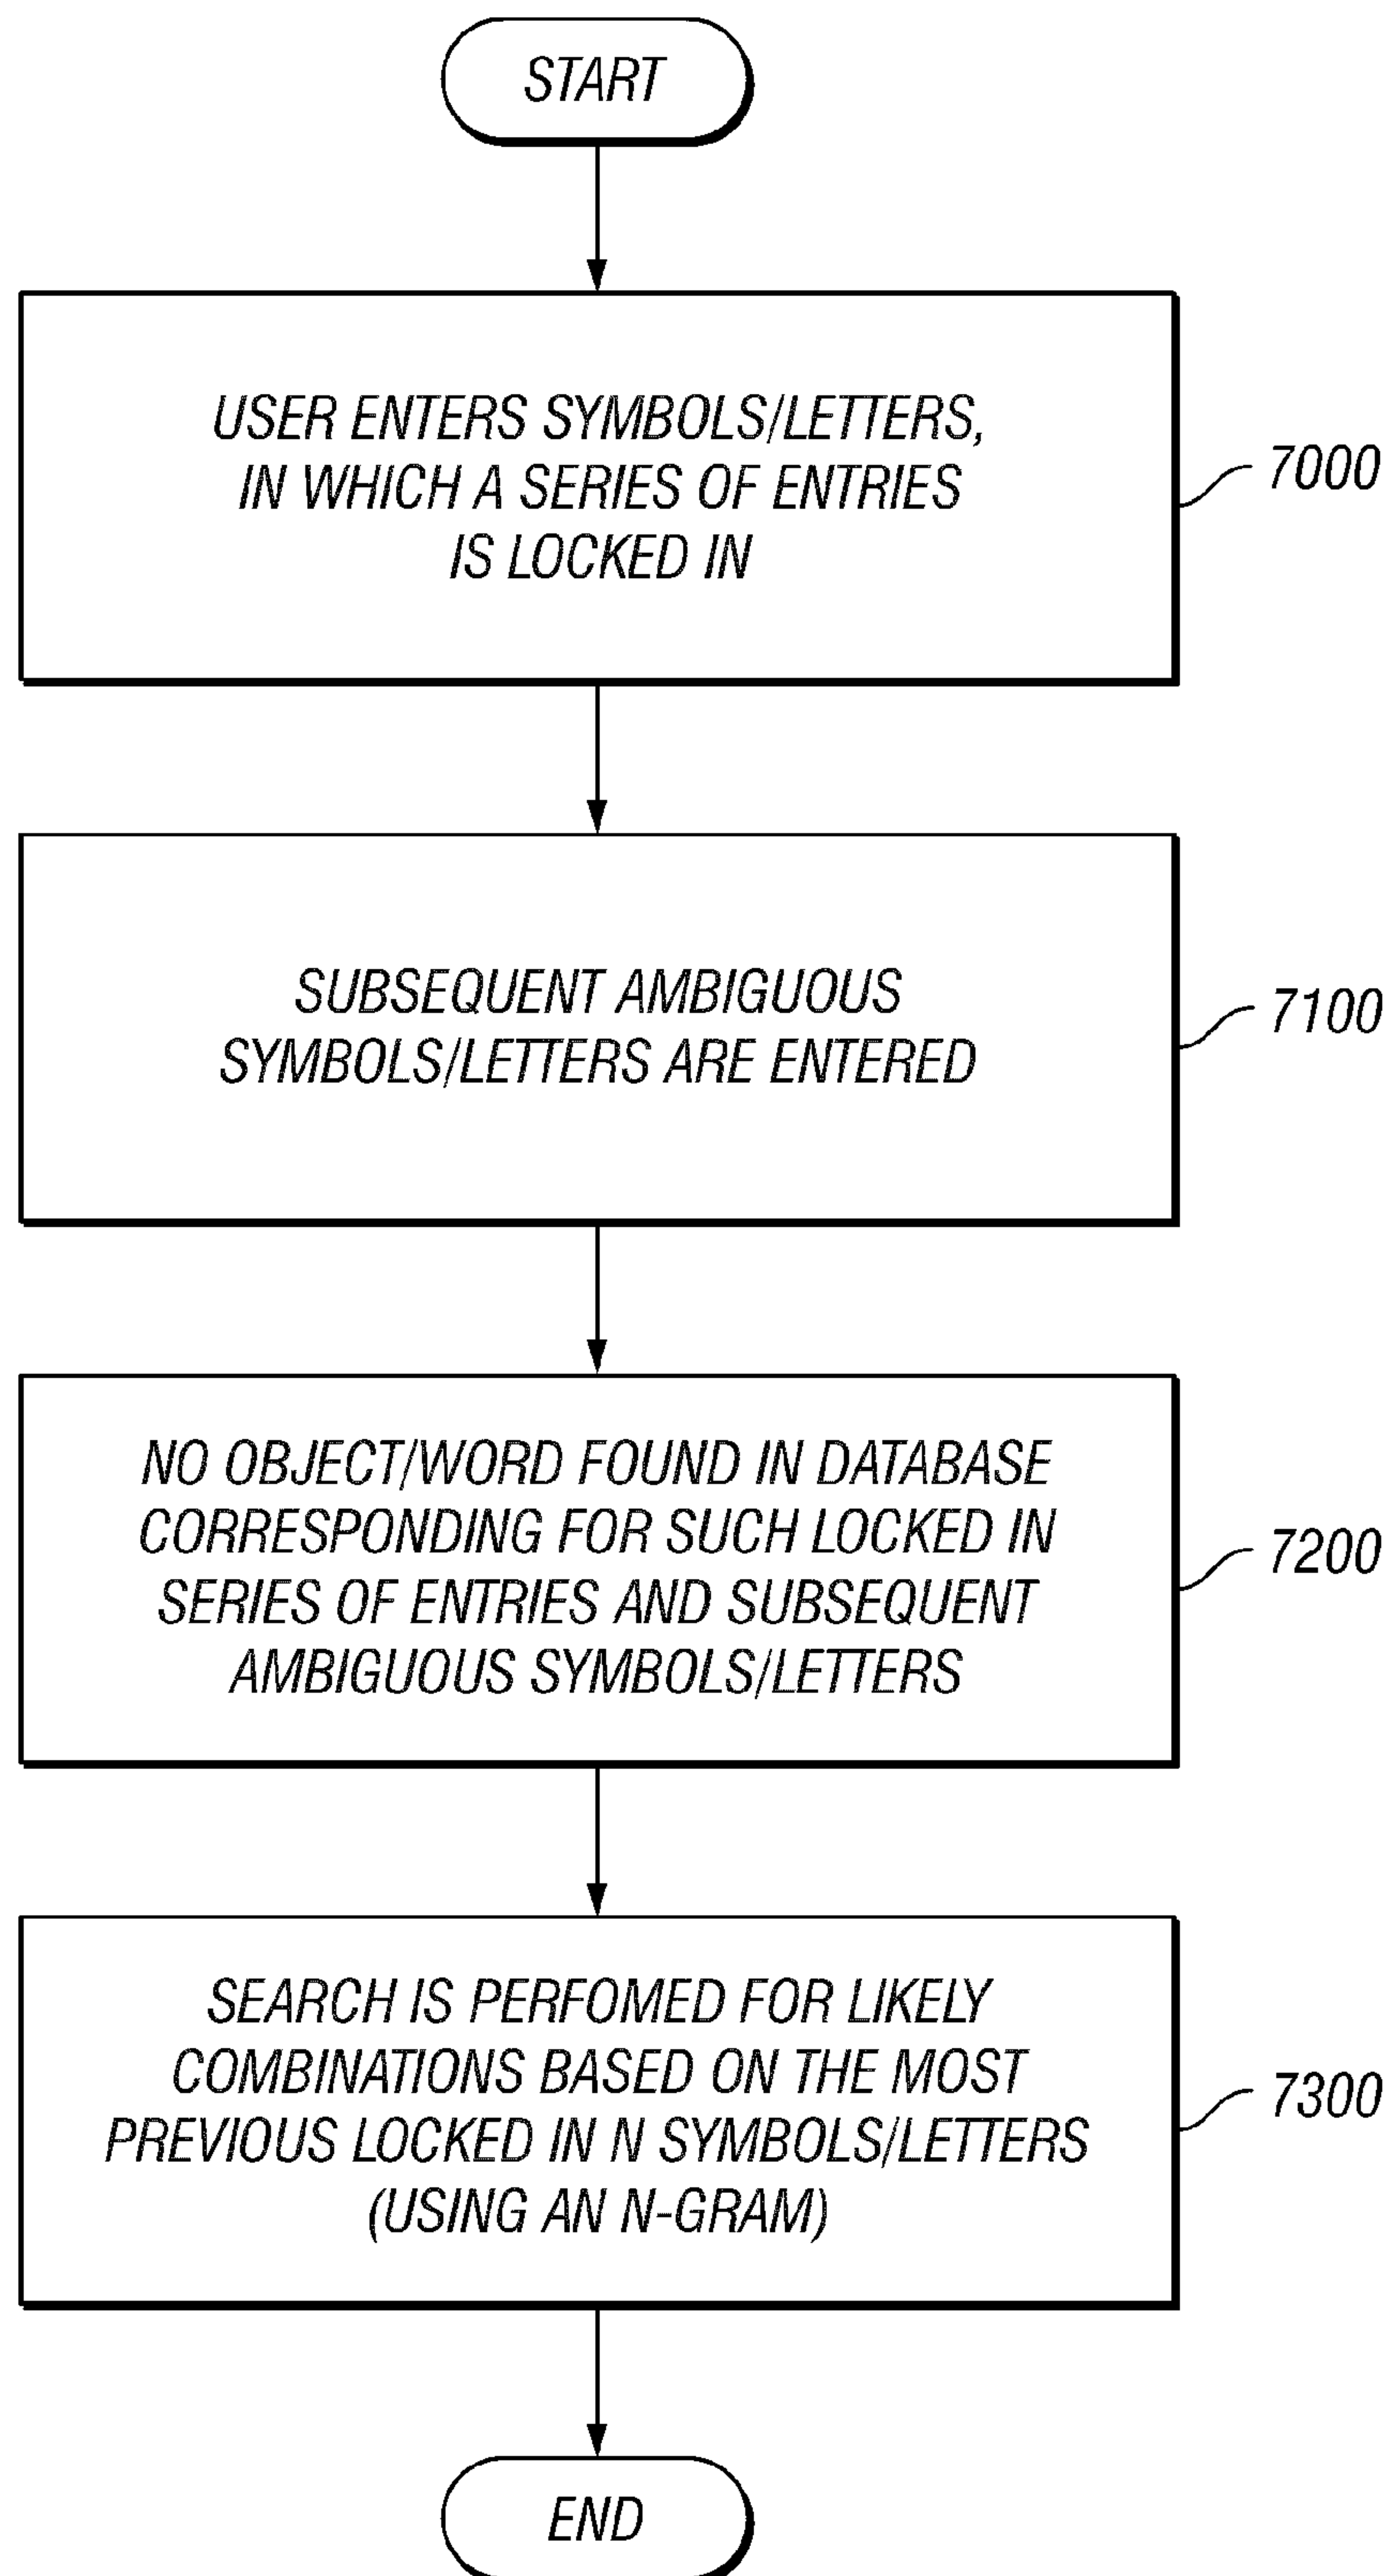 START
USER ENTERS SYMBOLS/LETTERS,
IN WHICH A SERIES OF ENTRIES
IS LOCKED IN
7000
SUBSEQUENT AMBIGUOUS
SYMBOLS/LETTERS ARE ENTERED
7100
NO OBJECT/WORD FOUND IN DATABASE
CORRESPONDING FOR SUCH LOCKED IN
SERIES OF ENTRIES AND SUBSEQUENT
AMBIGUOUS SYMBOLS/LETTERS
7200
SEARCH IS PERFOMED FOR LIKELY
COMBINATIONS BASED ON THE MOST
PREVIOUS LOCKED IN N SYMBOLS/LETTERS
(USING AN N-GRAM)
7300
END